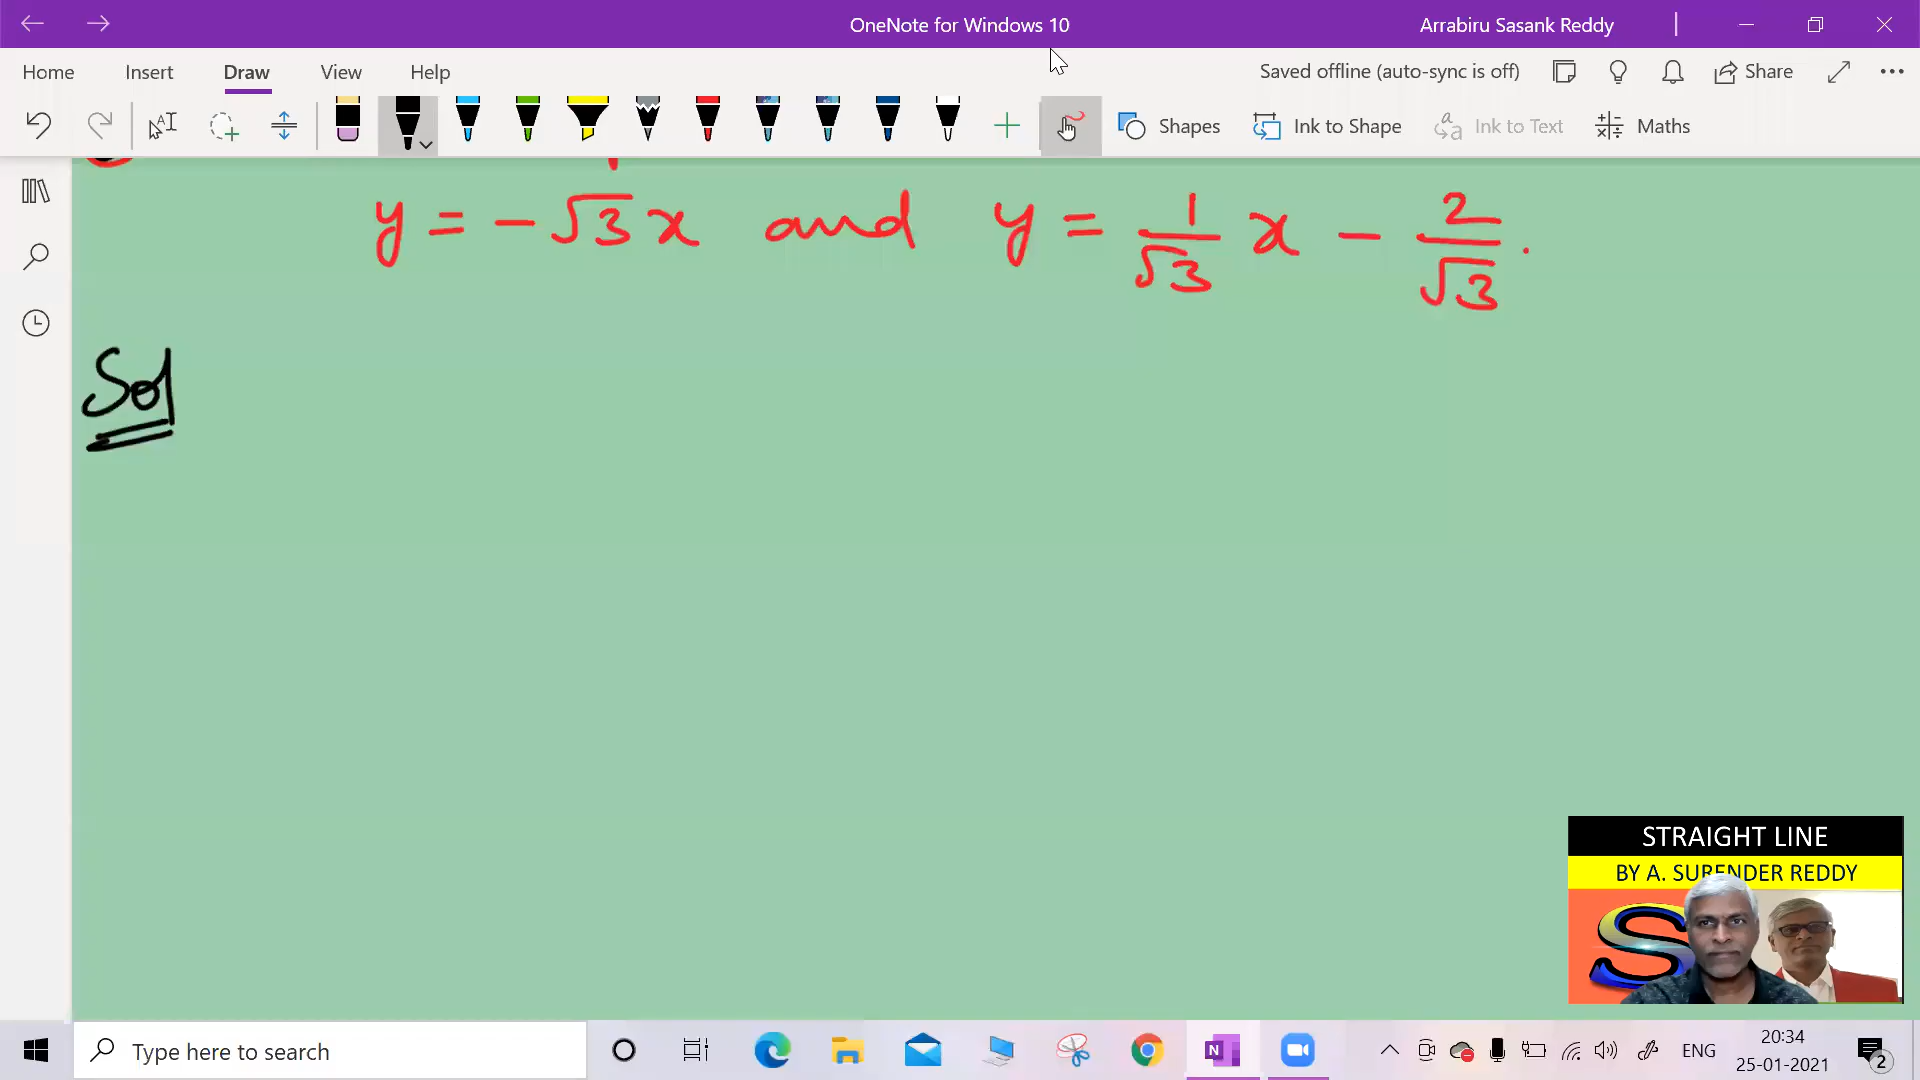 OneNote for Windows 10
Arrabiru Sasank Reddy
Home Insert Draw View Help
Saved offline (auto-sync is off)
Share
Shapes
Ink to Shape
Ink to Text
Maths
y = -√3 x and y = 1/√3 x - 2/√3 .
Sol
STRAIGHT LINE
BY A. SURENDER REDDY
S
Type here to search
N
ENG
20:34
25-01-2021
2